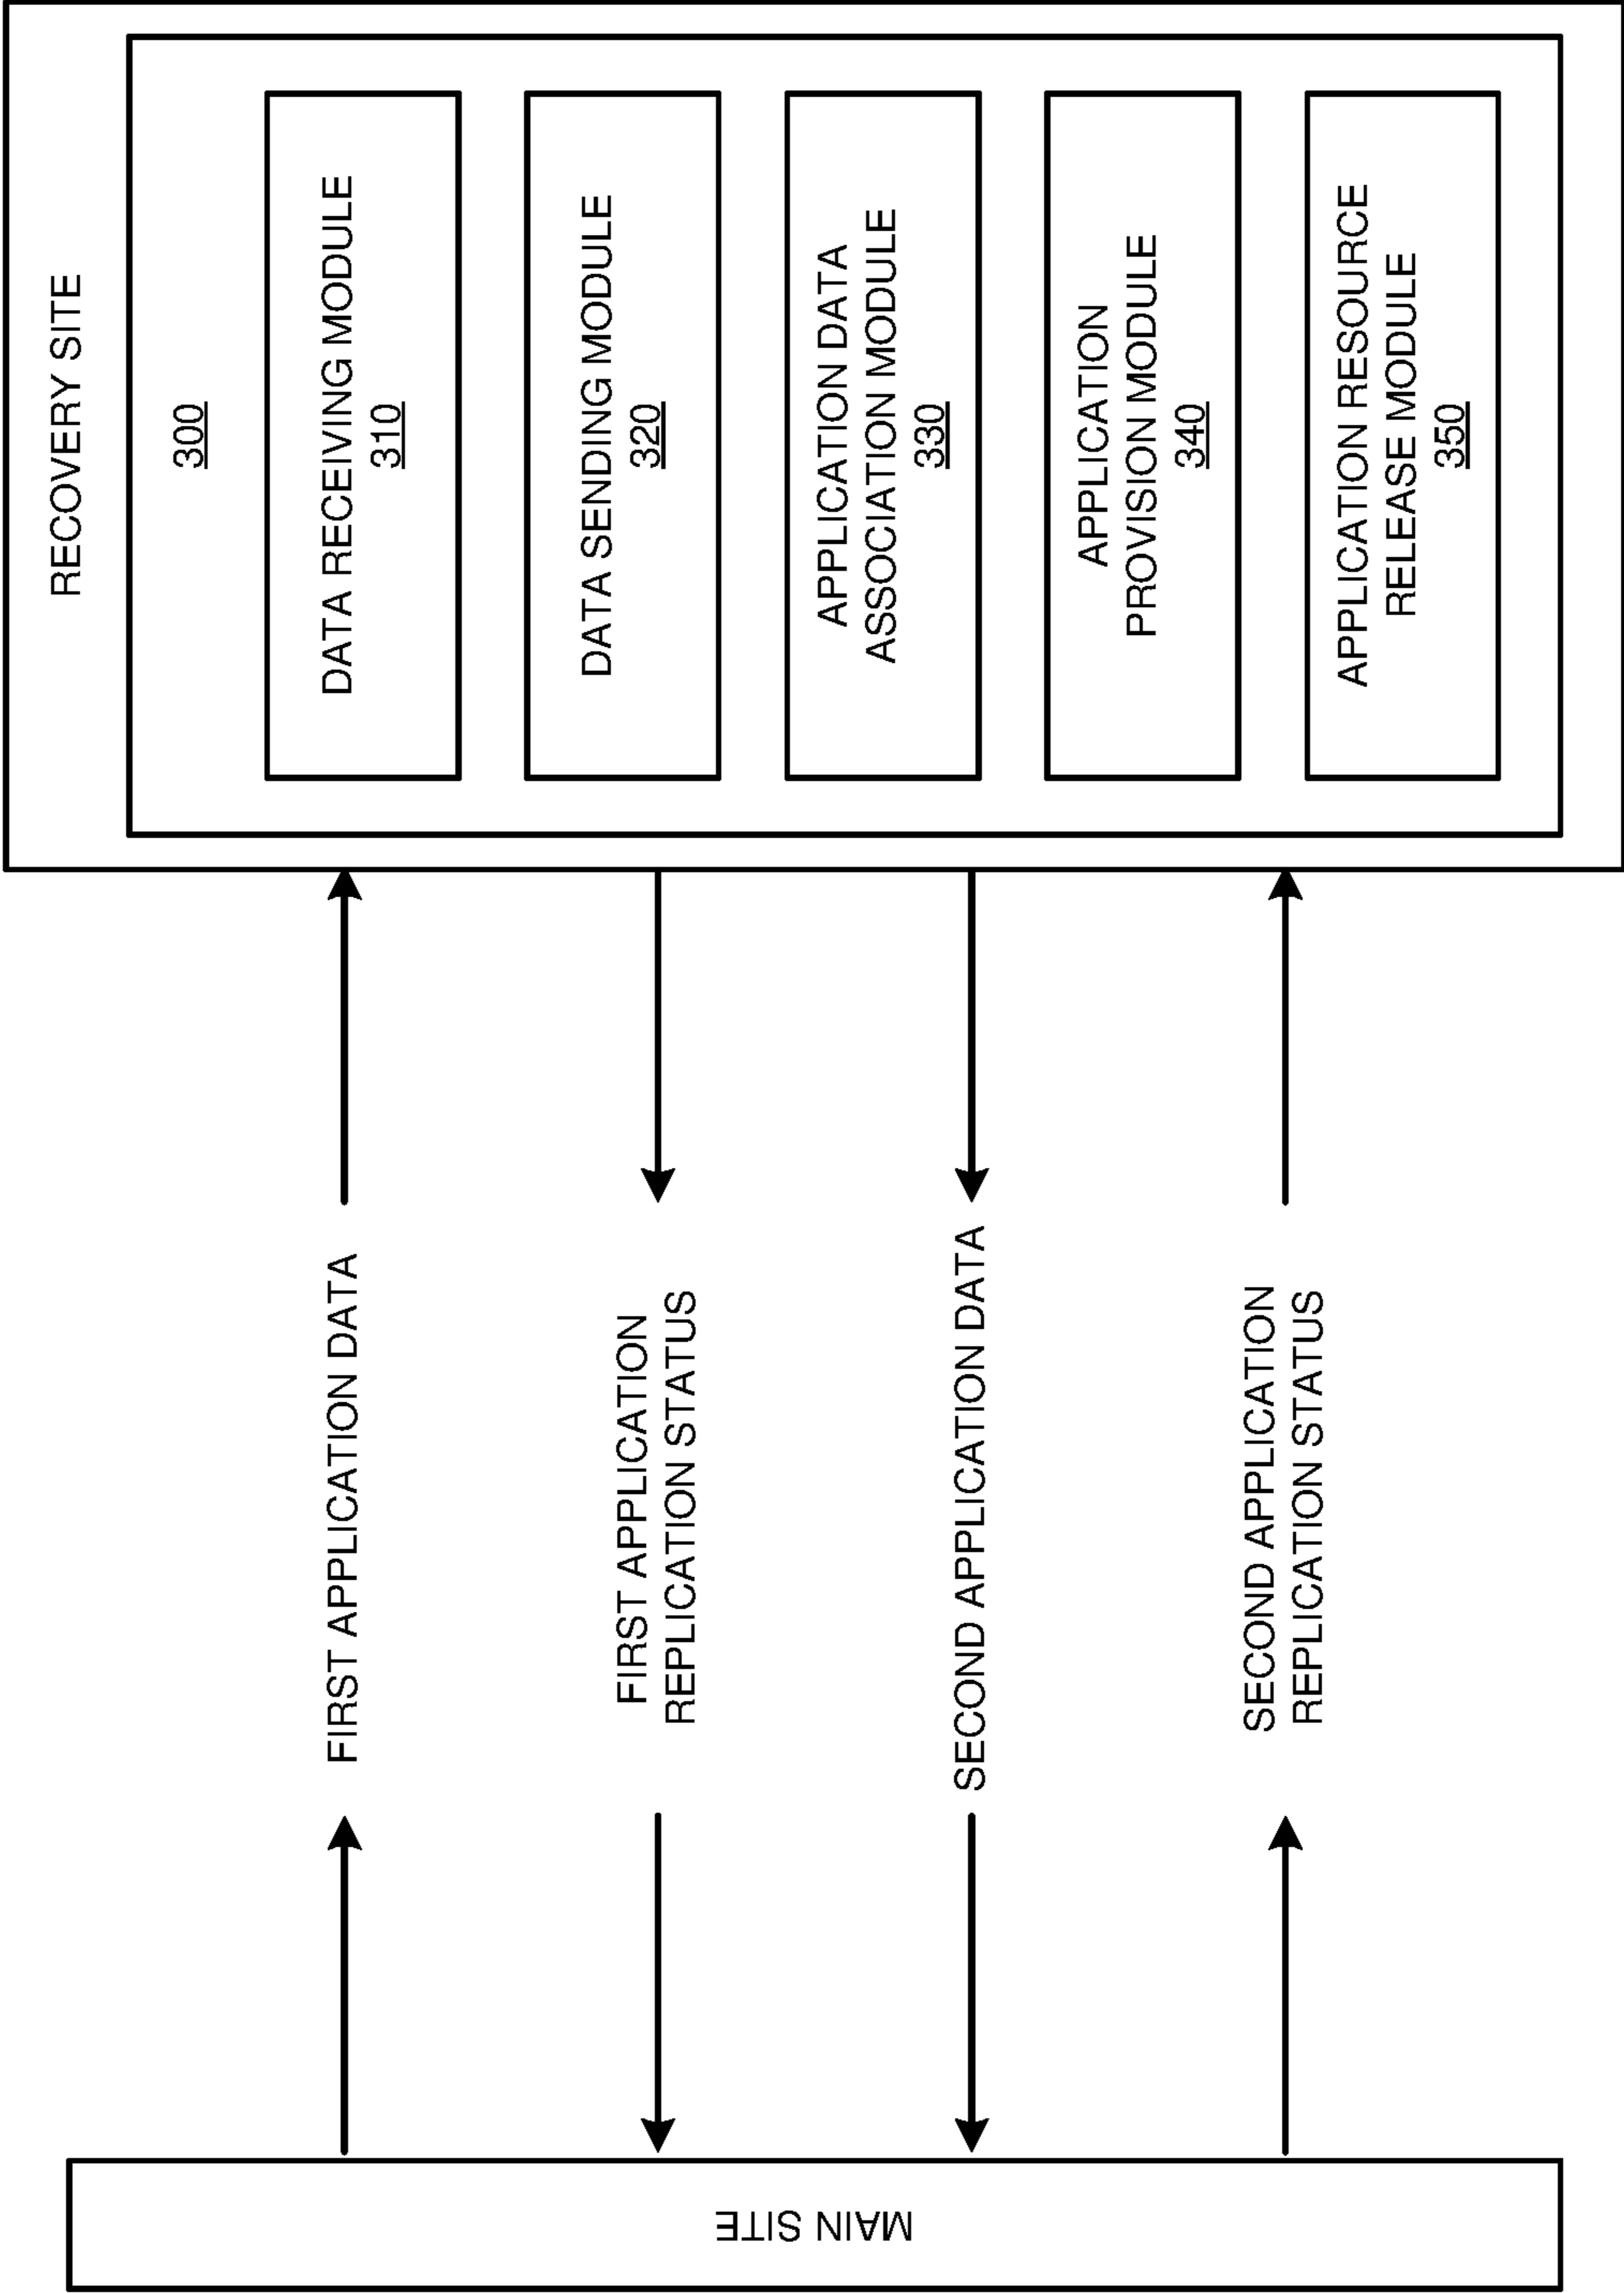 MAIN SITE
FIRST APPLICATION DATA
FIRST APPLICATION
REPLICATION STATUS
SECOND APPLICATION DATA
SECOND APPLICATION
REPLICATION STATUS
RECOVERY SITE
300
DATA RECEIVING MODULE
310
DATA SENDING MODULE
320
APPLICATION DATA
ASSOCIATION MODULE
330
APPLICATION
PROVISION MODULE
340
APPLICATION RESOURCE
RELEASE MODULE
350